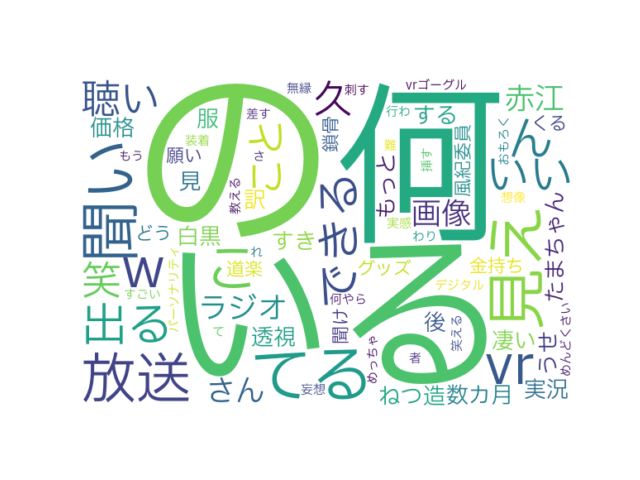 聴い
価格
聞い
の
に
い
何
る
久
服
願い
見
装着
もう
差す
さ
無縁
刺す
訳
とこ
教える
鎖骨
vrゴーグル
行わ
する
もっと
難
挿す
画像
実感
わり
風紀委員
赤江
おもろく
くる
ん
いい
想像
見え
たまちゃん
できる
w
どう
白黒
すき
道楽
笑
パーソナリティ
すごい
出る
ラジオ
透視
れ
て
放送
さん
てる
妄想
聞け
何やら
めっちゃ
グッズ
金持ち
デジタル
後
笑える
者
vr
凄い
うせ
めんどくさい
ねつ造
数カ月
実況